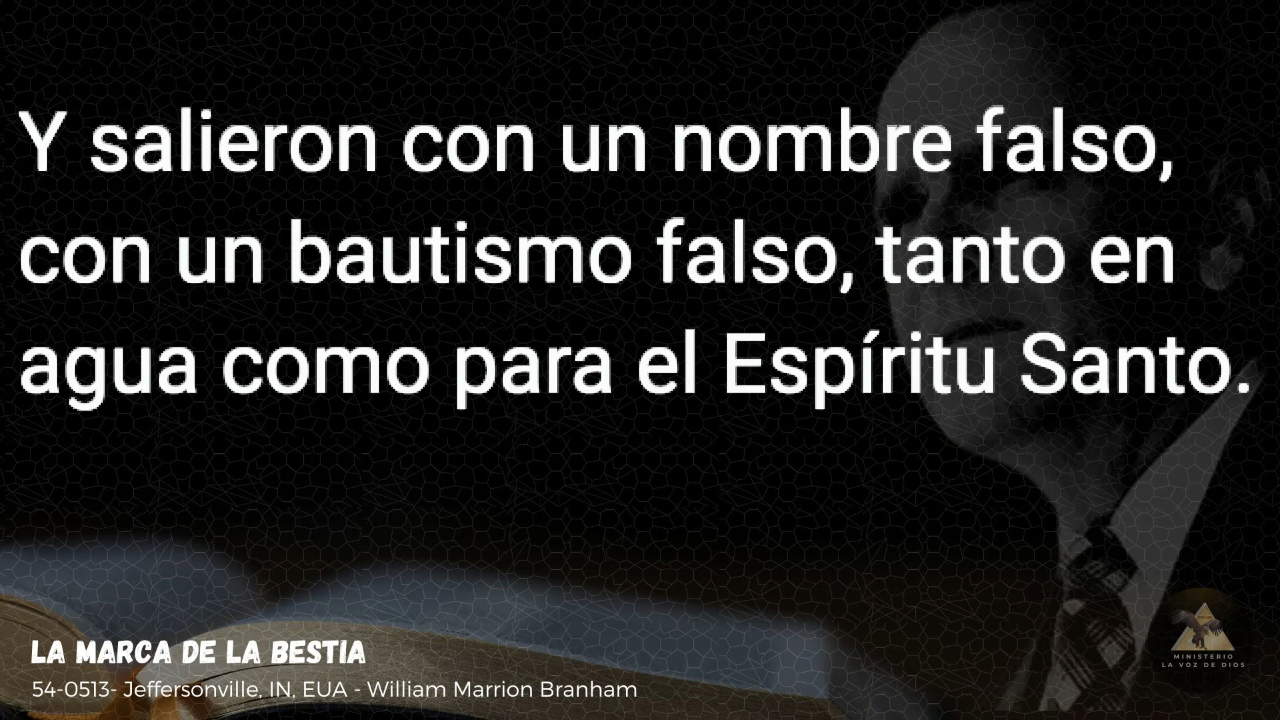 Y salieron con un nombre falso,
con un bautismo falso, tanto en
agua como para el Espíritu Santo.
LA MARCA DE LA BESTIA
54-0513- Jeffersonville, IN, EUA - William Marrion Branham
MINISTERIO
LA VOZ DE DIOS